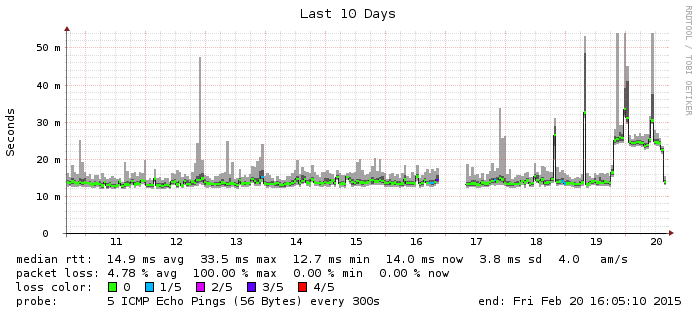 Last 10 Days
RRDTOOL / TOBI OETIKER
Seconds
50 m
40 m
30 m
20 m
10 m
0
11 12 13 14 15 16 17 18 19 20
median rtt: 14.9 ms avg 33.5 ms max 12.7 ms min 14.0 ms now 3.8 ms sd 4.0 am/s
packet loss: 4.78 % avg 100.00 % max 0.00 % min 0.00 % now
loss color: 0 1/5 2/5 3/5 4/5
probe: 5 ICMP Echo Pings (56 Bytes) every 300s end: Fri Feb 20 16:05:10 2015